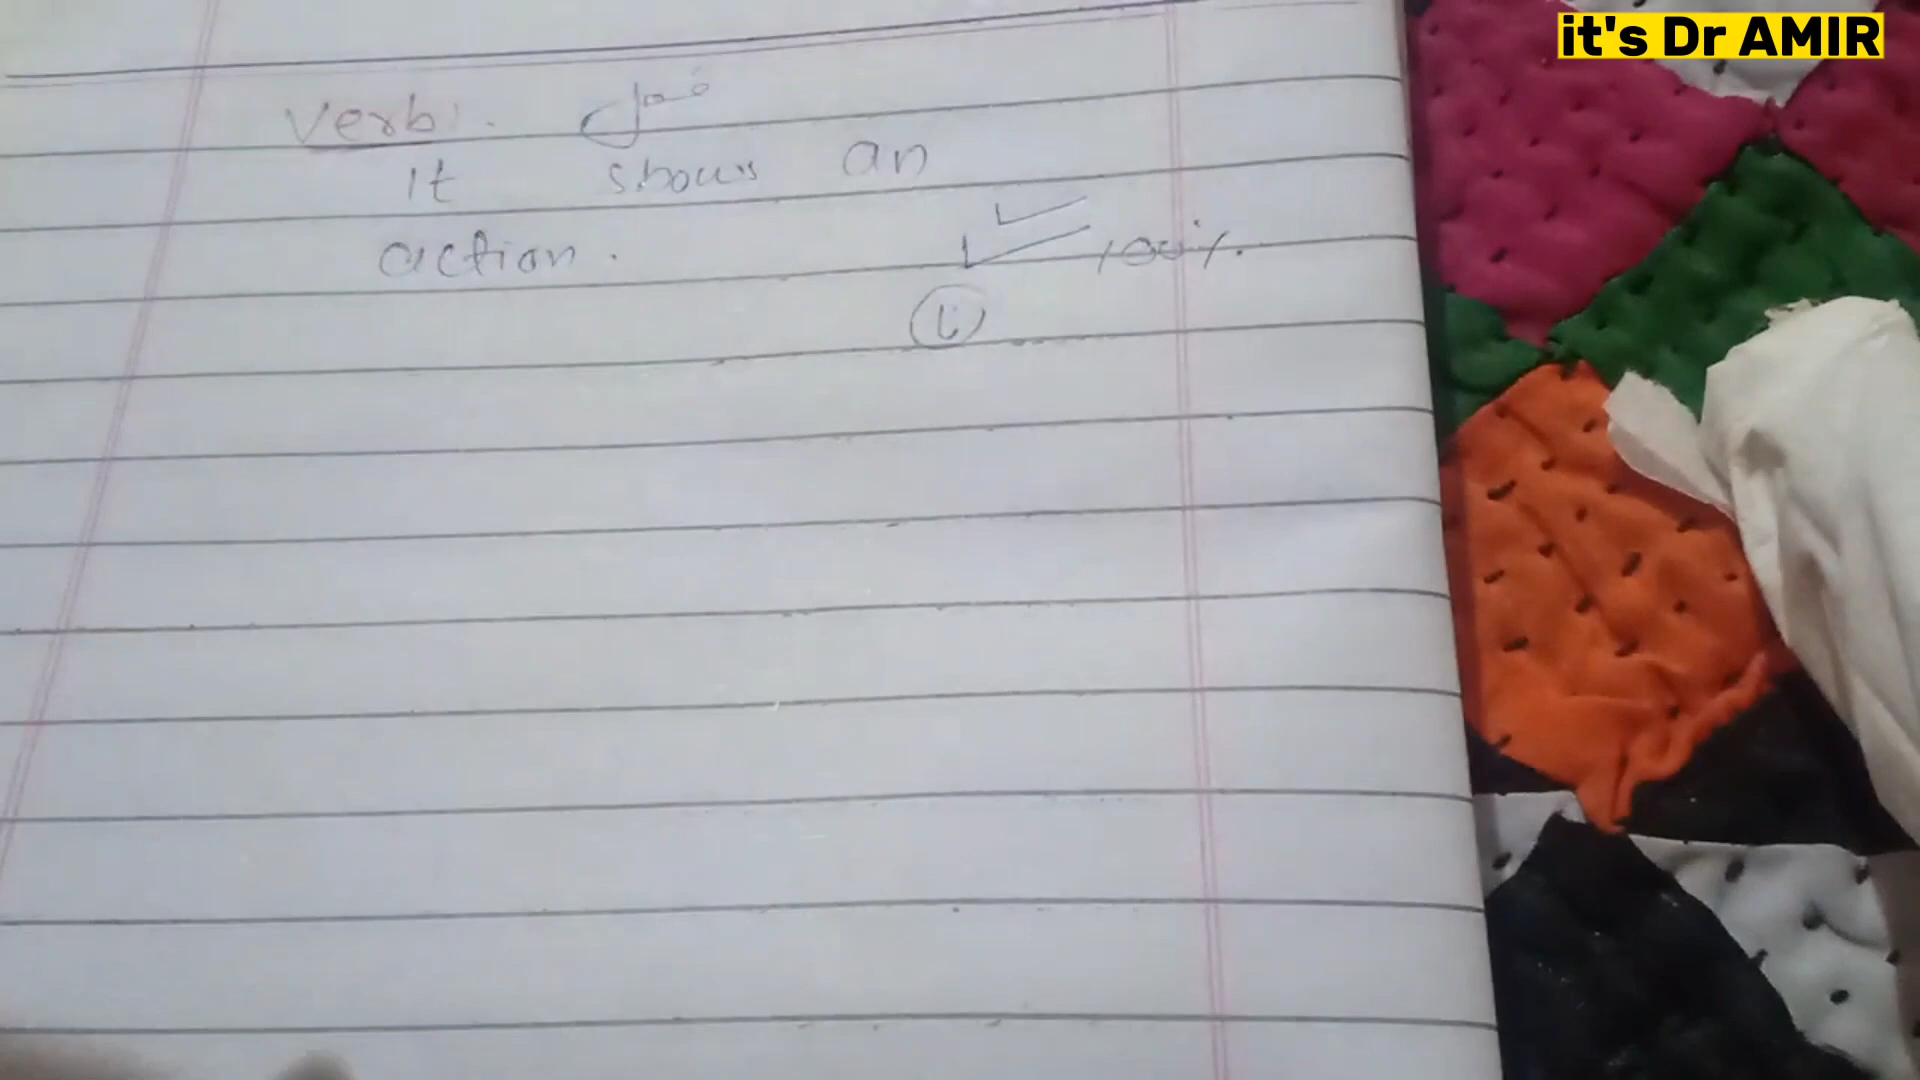 it's Dr AMIR
Verb: فعل
It shows an
action.
100%.